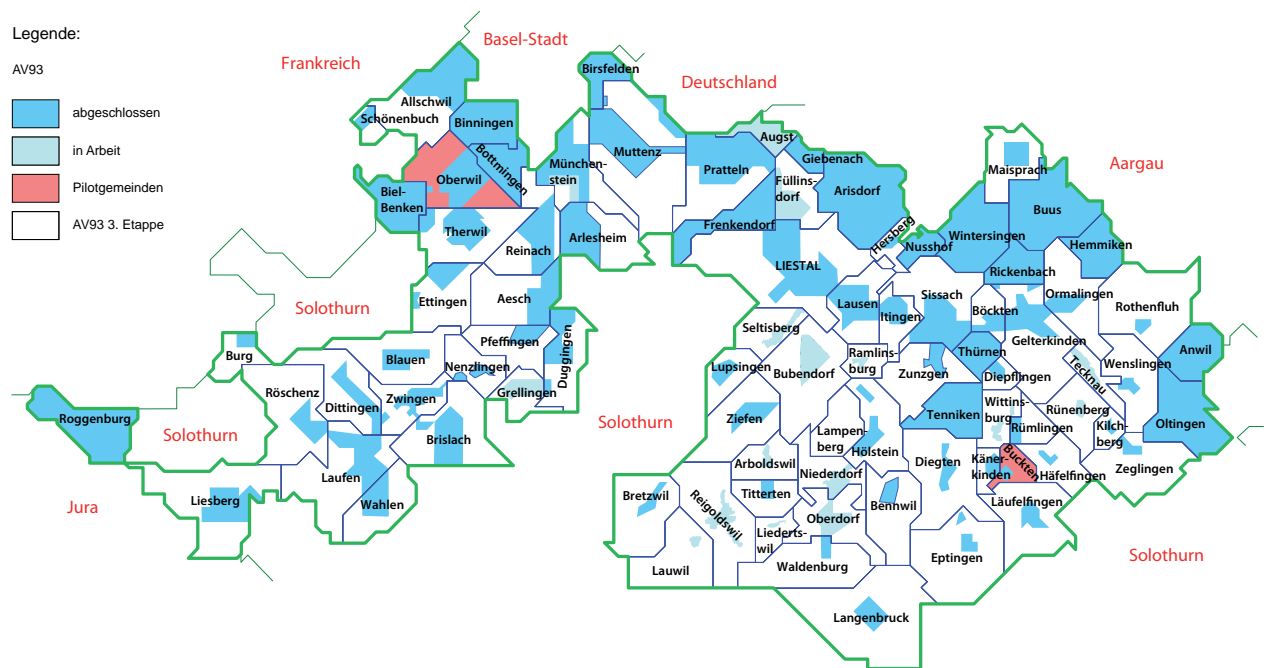 Legende:
AV93
abgeschlossen
in Arbeit
Pilotgemeinden
AV93 3. Etappe
Basel-Stadt
Frankreich
Deutschland
Aargau
Solothurn
Solothurn
Solothurn
Solothurn
Jura
Birsfelden
Allschwil
Schönenbuch
Binningen
Bottmingen
Oberwil
Biel-
Benken
Therwil
München-
stein
Muttenz
Reinach
Arlesheim
Ettingen
Aesch
Pfeffingen
Duggingen
Pratteln
Augst
Giebenach
Füllins-
dorf
Arisdorf
Frenkendorf
Hersberg
Maisprach
Buus
Wintersingen
Nusshof
Hemmiken
Rickenbach
LIESTAL
Lausen
Itingen
Sissach
Böckten
Ormalingen
Rothenfluh
Gelterkinden
Seltisberg
Bubendorf
Ramlins-
burg
Zunzgen
Thürnen
Diepflingen
Tecknau
Wenslingen
Anwil
Lupsingen
Ziefen
Tenniken
Wittins-
burg
Rünenberg
Rümlingen
Kilch-
berg
Oltingen
Zeglingen
Lampen-
berg
Hölstein
Arboldswil
Niederdorf
Diegten
Käner-
kinden
Buckten
Häfelfingen
Bretzwil
Reigoldswil
Titterten
Oberdorf
Bennwil
Läufelfingen
Liederts-
wil
Lauwil
Waldenburg
Eptingen
Langenbruck
Burg
Blauen
Nenzlingen
Grellingen
Röschenz
Dittingen
Zwingen
Brislach
Roggenburg
Laufen
Wahlen
Liesberg